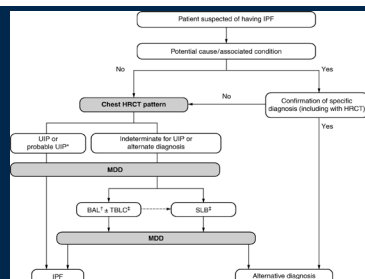 Patient suspected of having IPF
Potential cause/associated condition
No
Yes
Chest HRCT pattern
No
Confirmation of specific
diagnosis (including with HRCT)
UIP or
probable UIP*
Indeterminate for UIP or
alternate diagnosis
Yes
MDD
BAL† ± TBLC‡
SLB‡
MDD
IPF
Alternative diagnosis